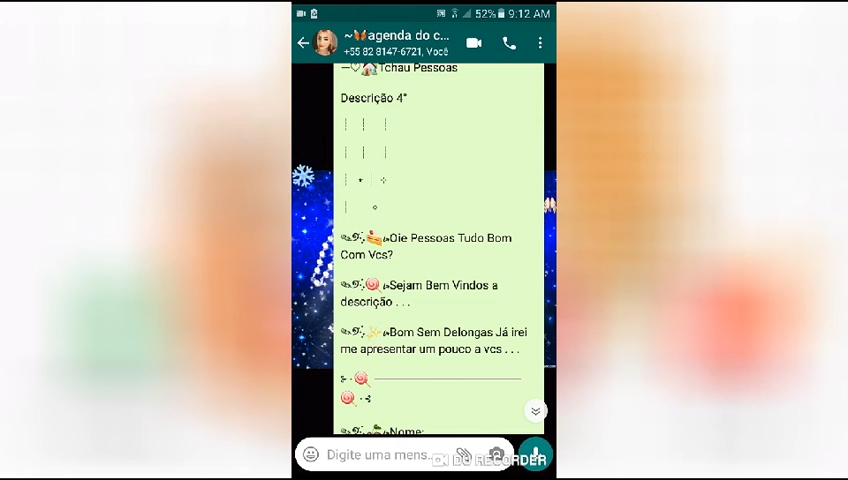 52% 9:12 AM
~🦋agenda do c...
+55 82 8147-6721, Você
—♡🏠Tchau Pessoas
Descrição 4°
Oie Pessoas Tudo Bom
Com Vcs?
Sejam Bem Vindos a
descrição . . .
Bom Sem Delongas Já irei
me apresentar um pouco a vcs . . .
Nome:
Digite uma mens...
DU RECORDER